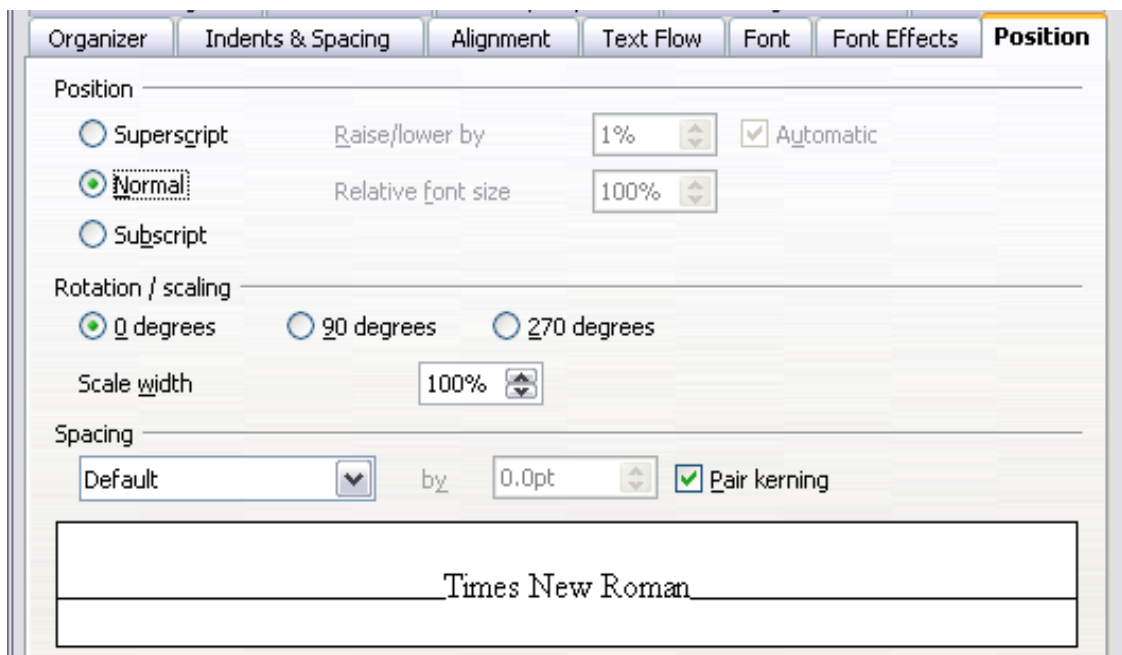 Organizer Indents & Spacing Alignment Text Flow Font Font Effects Position
Position
Superscript Raise/lower by 1% Automatic
Normal Relative font size 100%
Subscript
Rotation / scaling
0 degrees 90 degrees 270 degrees
Scale width 100%
Spacing
Default by 0.0pt Pair kerning
Times New Roman